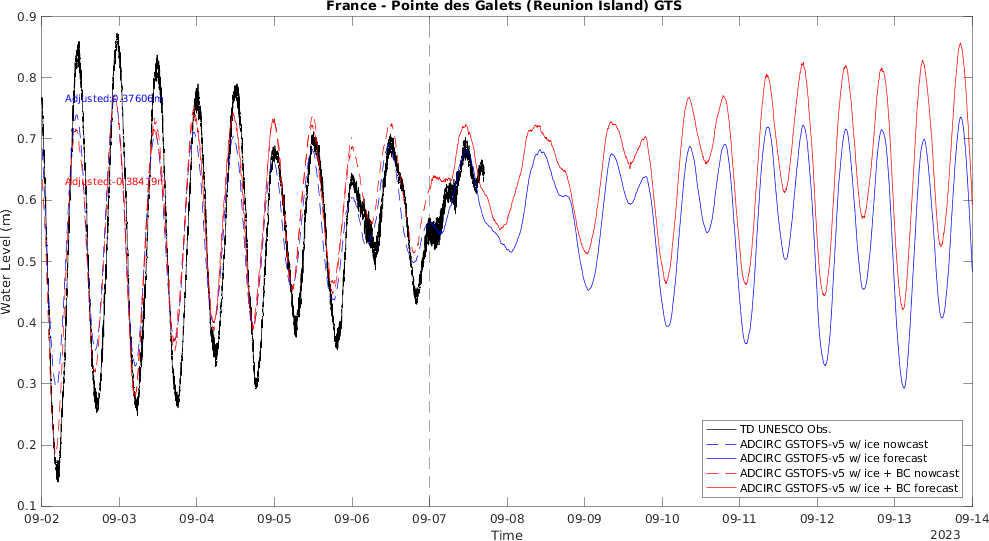 France - Pointe des Galets (Reunion Island) GTS
0.9
0.8
0.7
0.6
0.5
0.4
0.3
0.2
0.1
Water Level (m)
Adjusted:0.37606m
Adjusted:-0.38419m
TD UNESCO Obs.
ADCIRC GSTOFS-v5 w/ ice nowcast
ADCIRC GSTOFS-v5 w/ ice forecast
ADCIRC GSTOFS-v5 w/ ice + BC nowcast
ADCIRC GSTOFS-v5 w/ ice + BC forecast
09-02 09-03 09-04 09-05 09-06 09-07 09-08 09-09 09-10 09-11 09-12 09-13 09-14
Time
2023